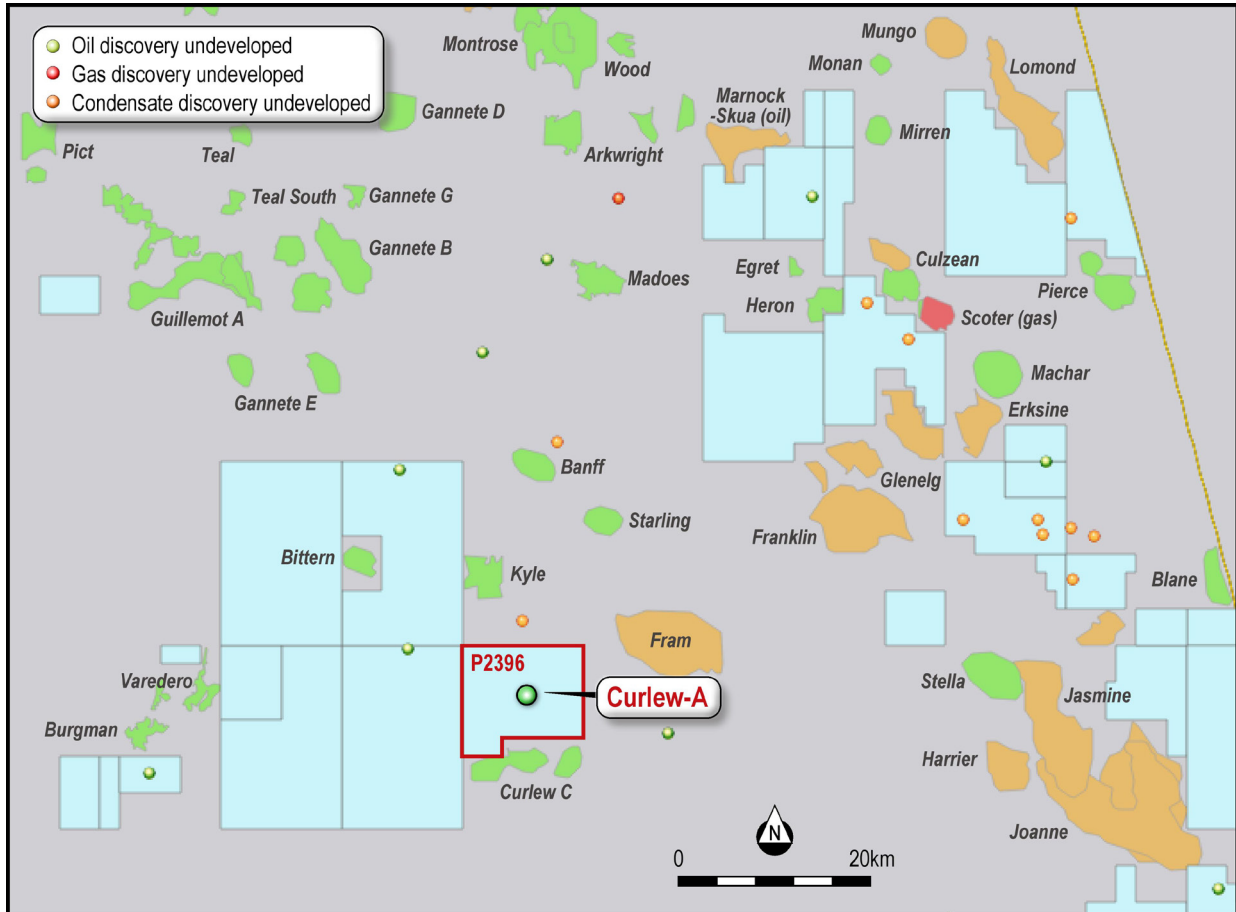 Oil discovery undeveloped
Gas discovery undeveloped
Condensate discovery undeveloped
Montrose
Wood
Mungo
Monan
Lomond
Marnock
-Skua (oil)
Mirren
Gannete D
Arkwright
Pict
Teal
Teal South
Gannete G
Gannete B
Culzean
Egret
Madoes
Heron
Pierce
Guillemot A
Scoter (gas)
Machar
Gannete E
Erksine
Banff
Glenelg
Starling
Franklin
Bittern
Kyle
Blane
Fram
P2396
Varedero
Stella
Jasmine
Curlew-A
Burgman
Harrier
Curlew C
N
Joanne
0
20km